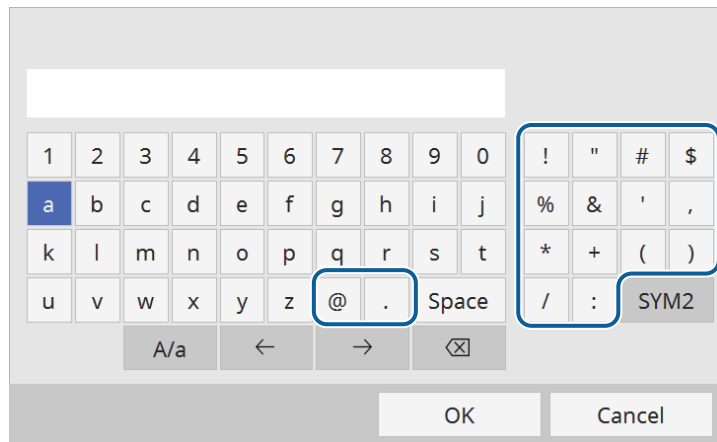 1 2 3 4 5 6 7 8 9 0 ! " # $
a b c d e f g h i j % & ' ,
k l m n o p q r s t * + ( )
u v w x y z @ . Space / : SYM2
A/a ← → ⌫
OK Cancel